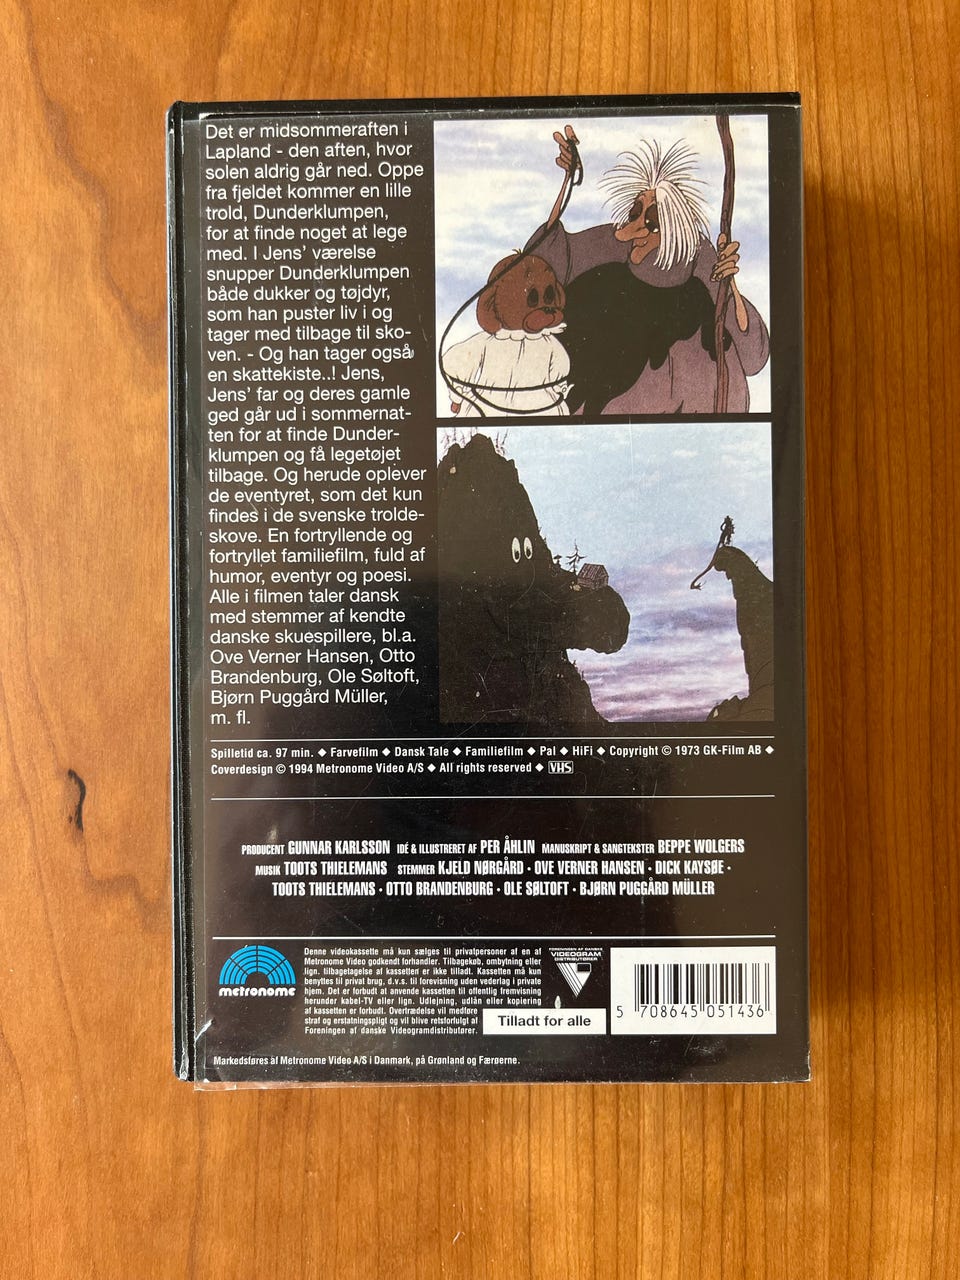 Det er midsommeraften i
Lapland - den aften, hvor
solen aldrig går ned. Oppe
fra fjeldet kommer en lille
trold, Dunderklumpen,
for at finde noget at lege
med. I Jens' værelse
snupper Dunderklumpen
både dukker og tøjdyr,
som han puster liv i og
tager med tilbage til sko-
ven. - Og han tager også
en skattekiste..! Jens,
Jens' far og deres gamle
ged går ud i sommernat-
ten for at finde Dunder-
klumpen og få legetøjet
tilbage. Og herude oplever
de eventyret, som det kun
findes i de svenske trolde-
skove. En fortryllende og
fortryllet familiefilm, fuld af
humor, eventyr og poesi.
Alle i filmen taler dansk
med stemmer af kendte
danske skuespillere, bl.a.
Ove Verner Hansen, Otto
Brandenburg, Ole Søltoft,
Bjørn Puggård Müller,
m. fl.
Spilletid ca. 97 min. ◆ Farvefilm ◆ Dansk Tale ◆ Familiefilm ◆ Pal ◆ HiFi ◆ Copyright © 1973 GK-Film AB ◆
Coverdesign © 1994 Metronome Video A/S ◆ All rights reserved ◆ VHS
PRODUCENT GUNNAR KARLSSON IDÉ & ILLUSTRERET AF PER ÅHLIN MANUSKRIPT & SANGTEKSTER BEPPE WOLGERS
MUSIK TOOTS THIELEMANS STEMMER KJELD NØRGÅRD · OVE VERNER HANSEN · DICK KAYSØE ·
TOOTS THIELEMANS · OTTO BRANDENBURG · OLE SØLTOFT · BJØRN PUGGÅRD MÜLLER
metronome
Denne videokassette må kun sælges til privatpersoner af en af
Metronome Video godkendt forhandler. Tilbagekøb, ombytning eller
lign. tilbagetagelse af kassetten er ikke tilladt. Kassetten må kun
benyttes til privat brug, d.v.s. til forevisning uden vederlag i private
hjem. Det er forbudt at anvende kassetten til offentlig fremvisning
herunder kabel-TV eller lign. Udlejning, udlån eller kopiering
af kassetten er forbudt. Overtrædelse vil medføre
straf og erstatningspligt og vil blive retsforfulgt af
Foreningen af danske Videogramdistributører.
FORENINGEN AF DANSKE
VIDEOGRAM
DISTRIBUTØRER
Tilladt for alle
5 708645 051436
Markedsføres af Metronome Video A/S i Danmark, på Grønland og Færøerne.